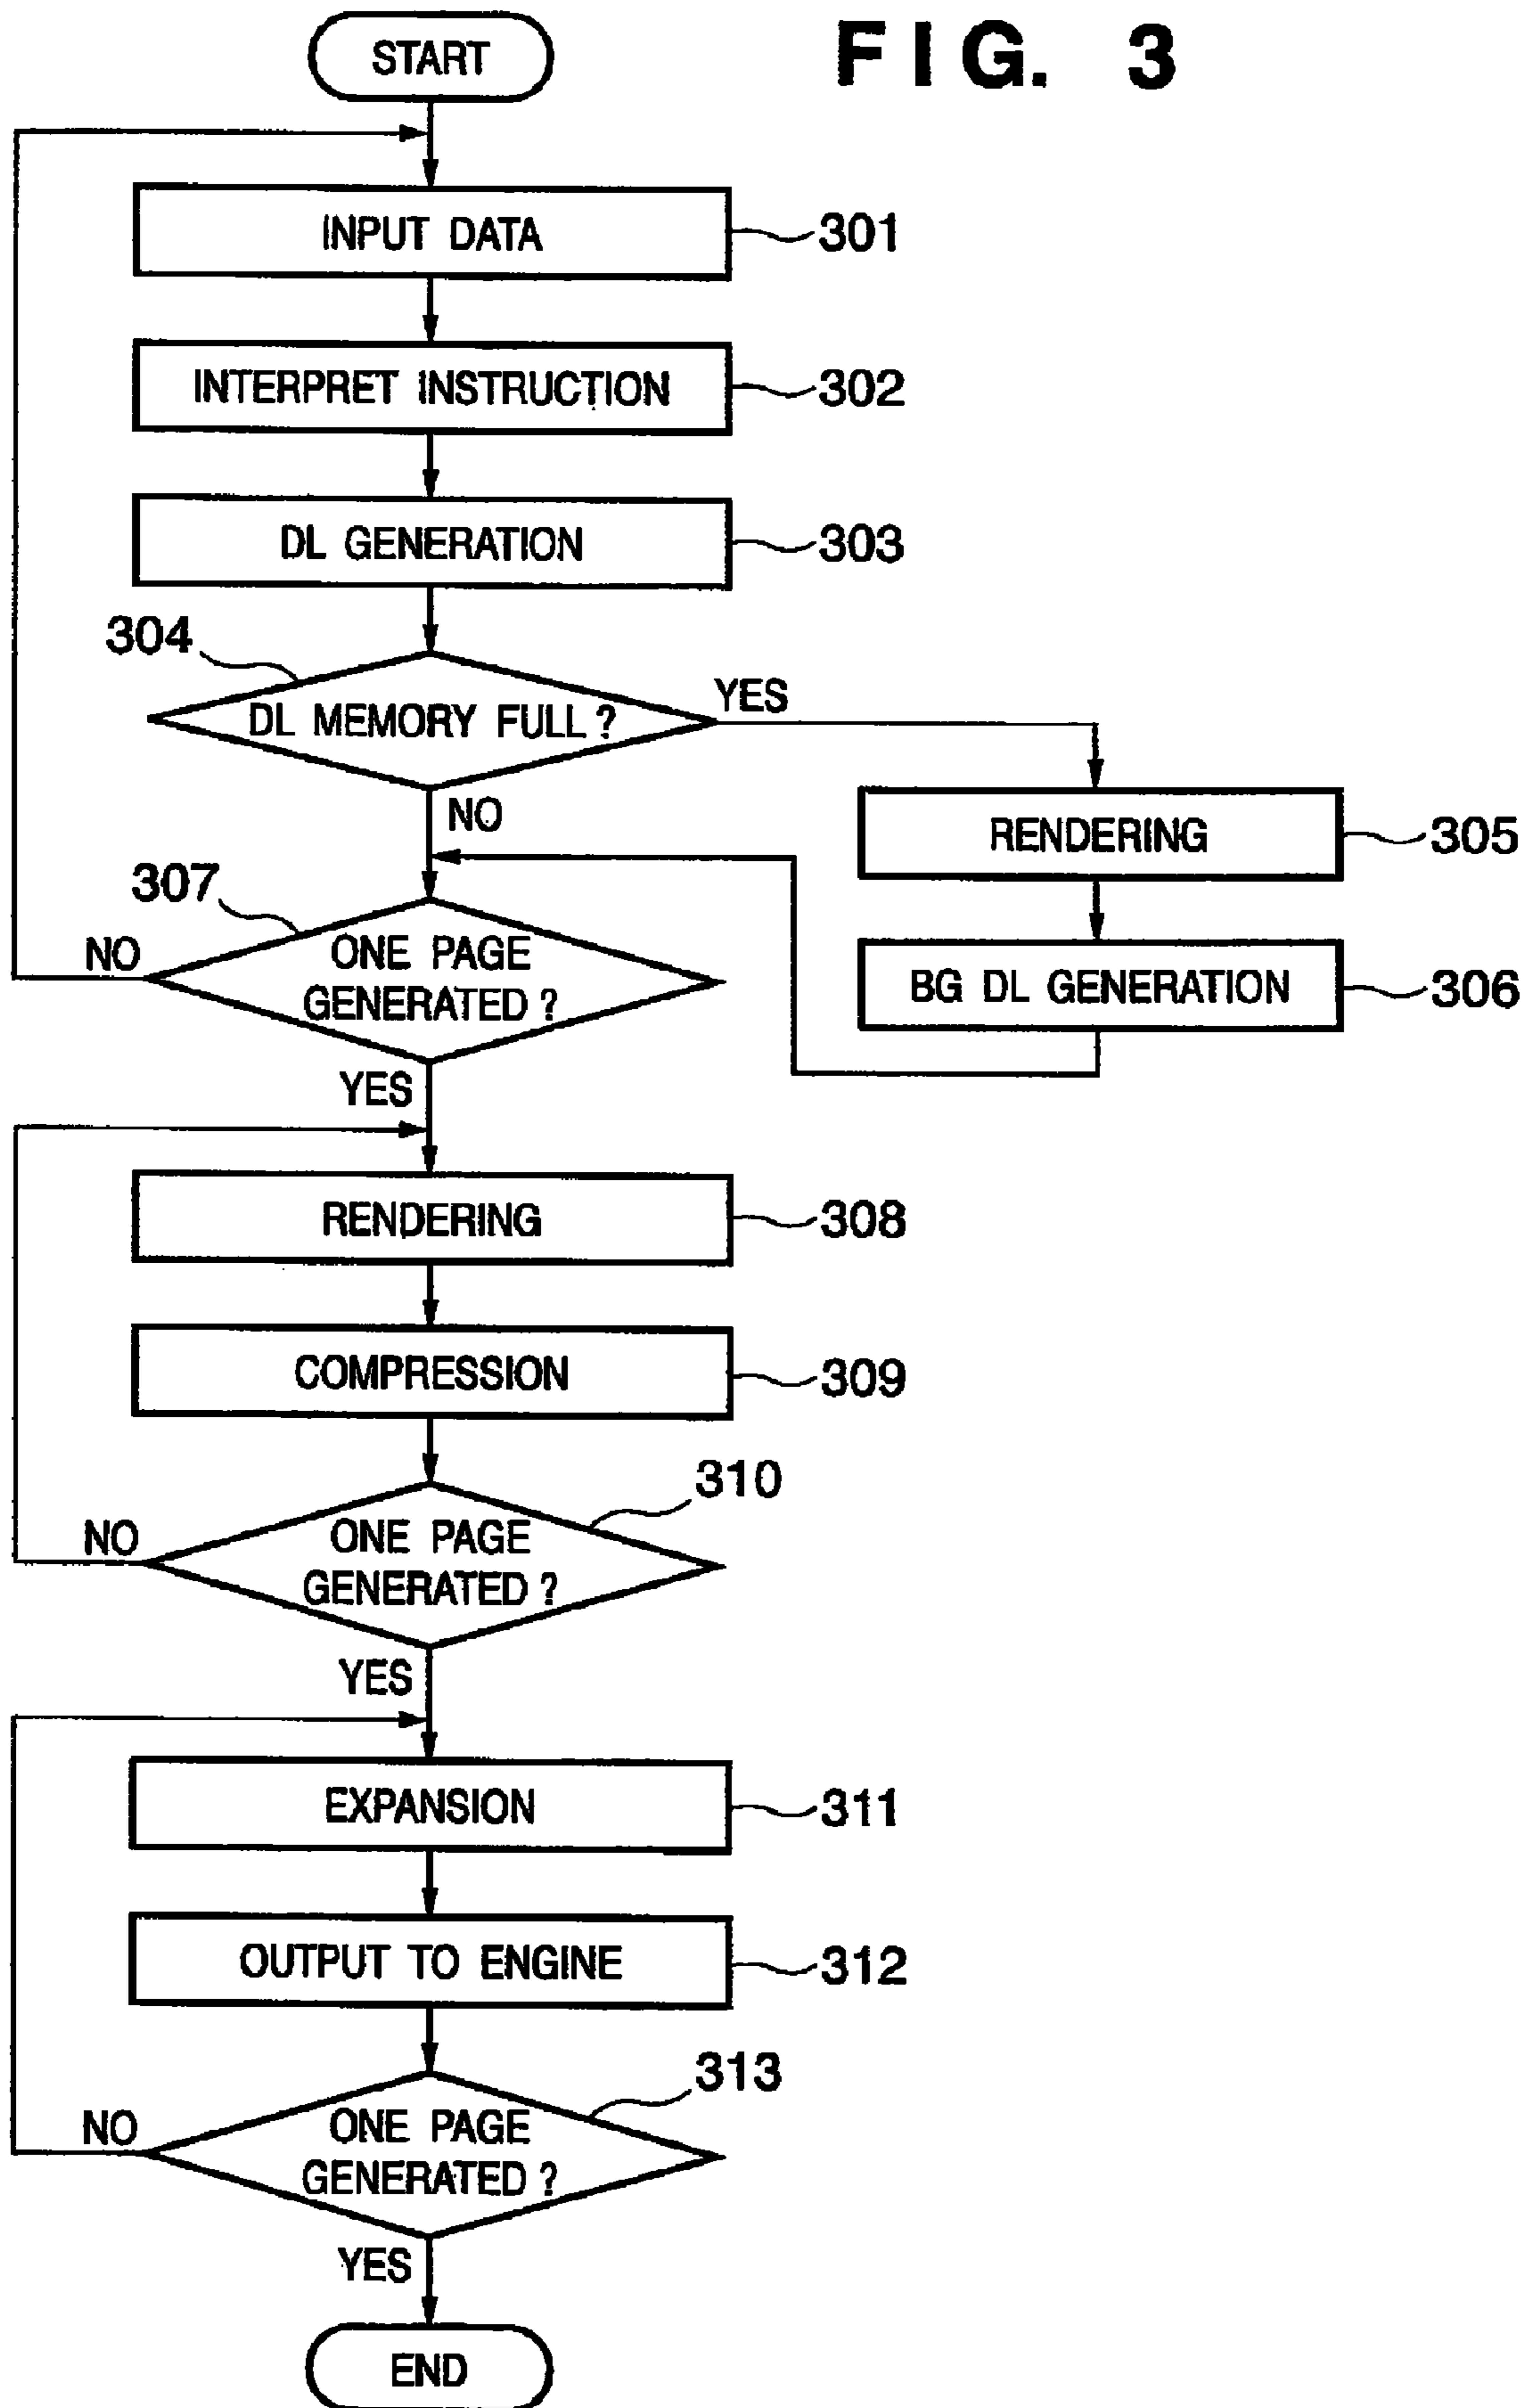 FIG. 3
START
INPUT DATA
301
INTERPRET INSTRUCTION
302
DL GENERATION
303
304
DL MEMORY FULL?
YES
NO
RENDERING
305
BG DL GENERATION
306
307
ONE PAGE
GENERATED?
NO
YES
RENDERING
308
COMPRESSION
309
310
ONE PAGE
GENERATED?
NO
YES
EXPANSION
311
OUTPUT TO ENGINE
312
313
ONE PAGE
GENERATED?
NO
YES
END